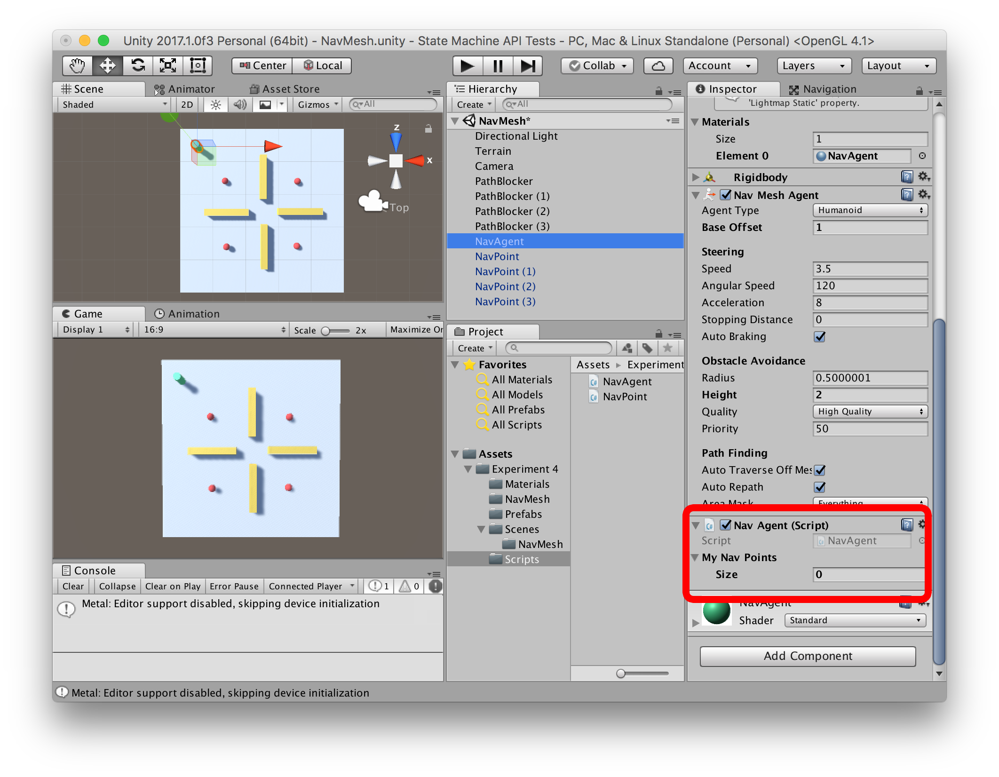 Unity 2017.1.0f3 Personal (64bit) - NavMesh.unity - State Machine API Tests - PC, Mac & Linux Standalone (Personal) <OpenGL 4.1>
Center Local Collab Account Layers Layout
Scene Animator Asset Store
Shaded 2D Gizmos All
z
x
Top
Game Animation
Display 1 16:9 Scale 2x Maximize Or
Console
Clear Collapse Clear on Play Error Pause Connected Player 1 0
Metal: Editor support disabled, skipping device initialization
Metal: Editor support disabled, skipping device initialization
Hierarchy
Create All
NavMesh*
Directional Light
Terrain
Camera
PathBlocker
PathBlocker (1)
PathBlocker (2)
PathBlocker (3)
NavAgent
NavPoint
NavPoint (1)
NavPoint (2)
NavPoint (3)
Project
Create
Favorites
All Materials
All Models
All Prefabs
All Scripts
Assets
Experiment 4
Materials
NavMesh
Prefabs
Scenes
NavMesh
Scripts
Assets Experiment
C# NavAgent
C# NavPoint
Inspector Navigation
'Lightmap Static' property.
Materials
Size 1
Element 0 NavAgent
Rigidbody
Nav Mesh Agent
Agent Type Humanoid
Base Offset 1
Steering
Speed 3.5
Angular Speed 120
Acceleration 8
Stopping Distance 0
Auto Braking
Obstacle Avoidance
Radius 0.5000001
Height 2
Quality High Quality
Priority 50
Path Finding
Auto Traverse Off Mes
Auto Repath
Area Mask Everything
C# Nav Agent (Script)
Script NavAgent
My Nav Points
Size 0
NavAgent
Shader Standard
Add Component